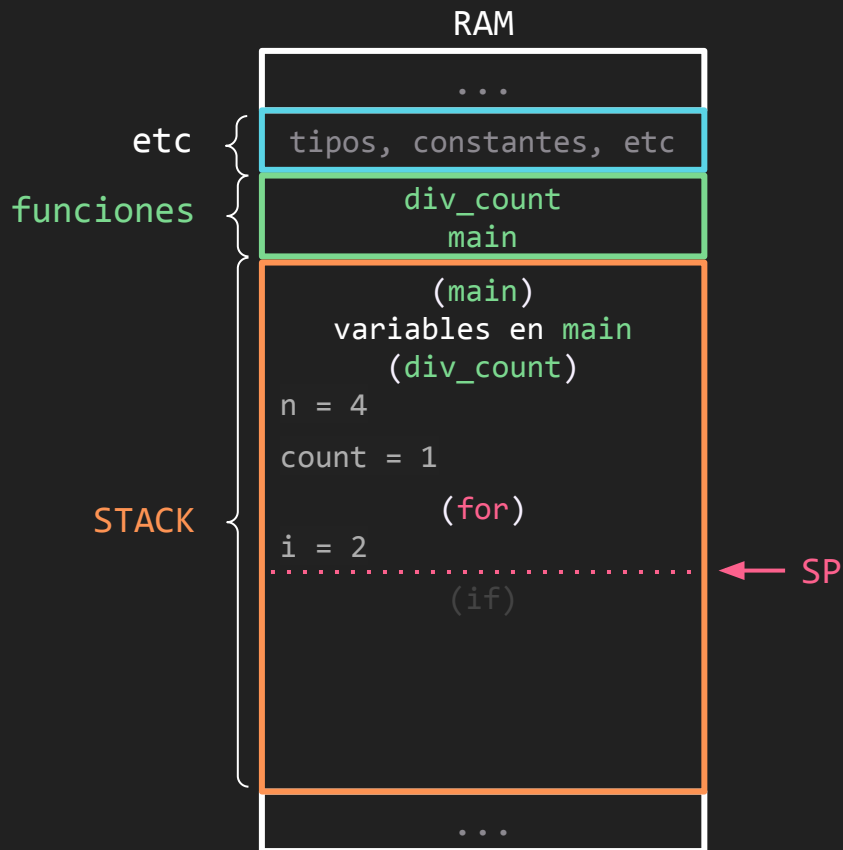 RAM
...
etc
tipos, constantes, etc
funciones
div_count
main
(main)
variables en main
(div_count)
n = 4
count = 1
(for)
STACK
i = 2
SP
(if)
...